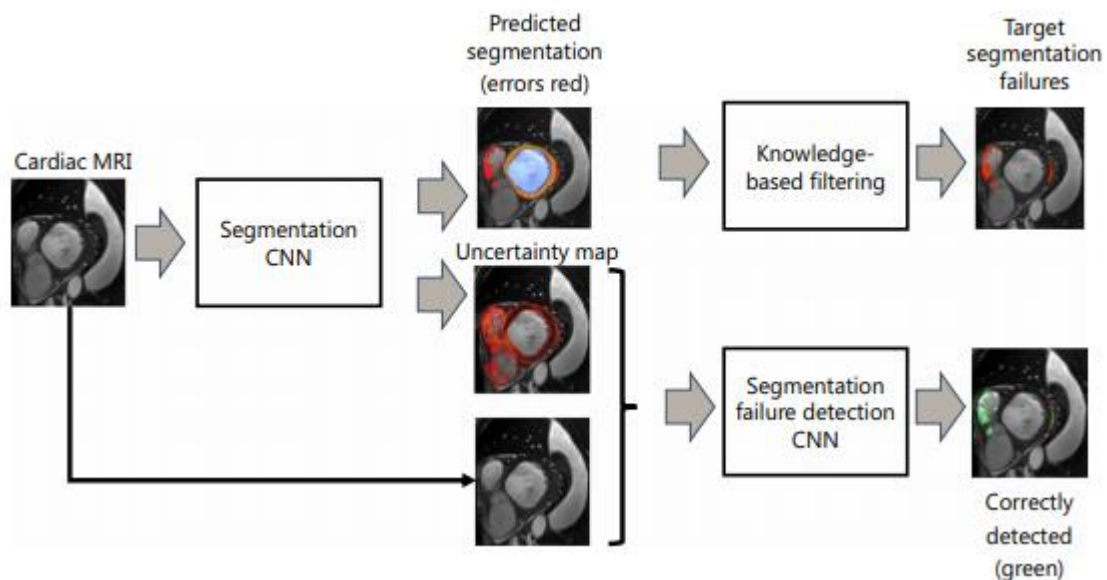 Predicted
segmentation
(errors red)
Target
segmentation
failures
Cardiac MRI
Segmentation
CNN
Knowledge-
based filtering
Uncertainty map
Segmentation
failure detection
CNN
Correctly
detected
(green)